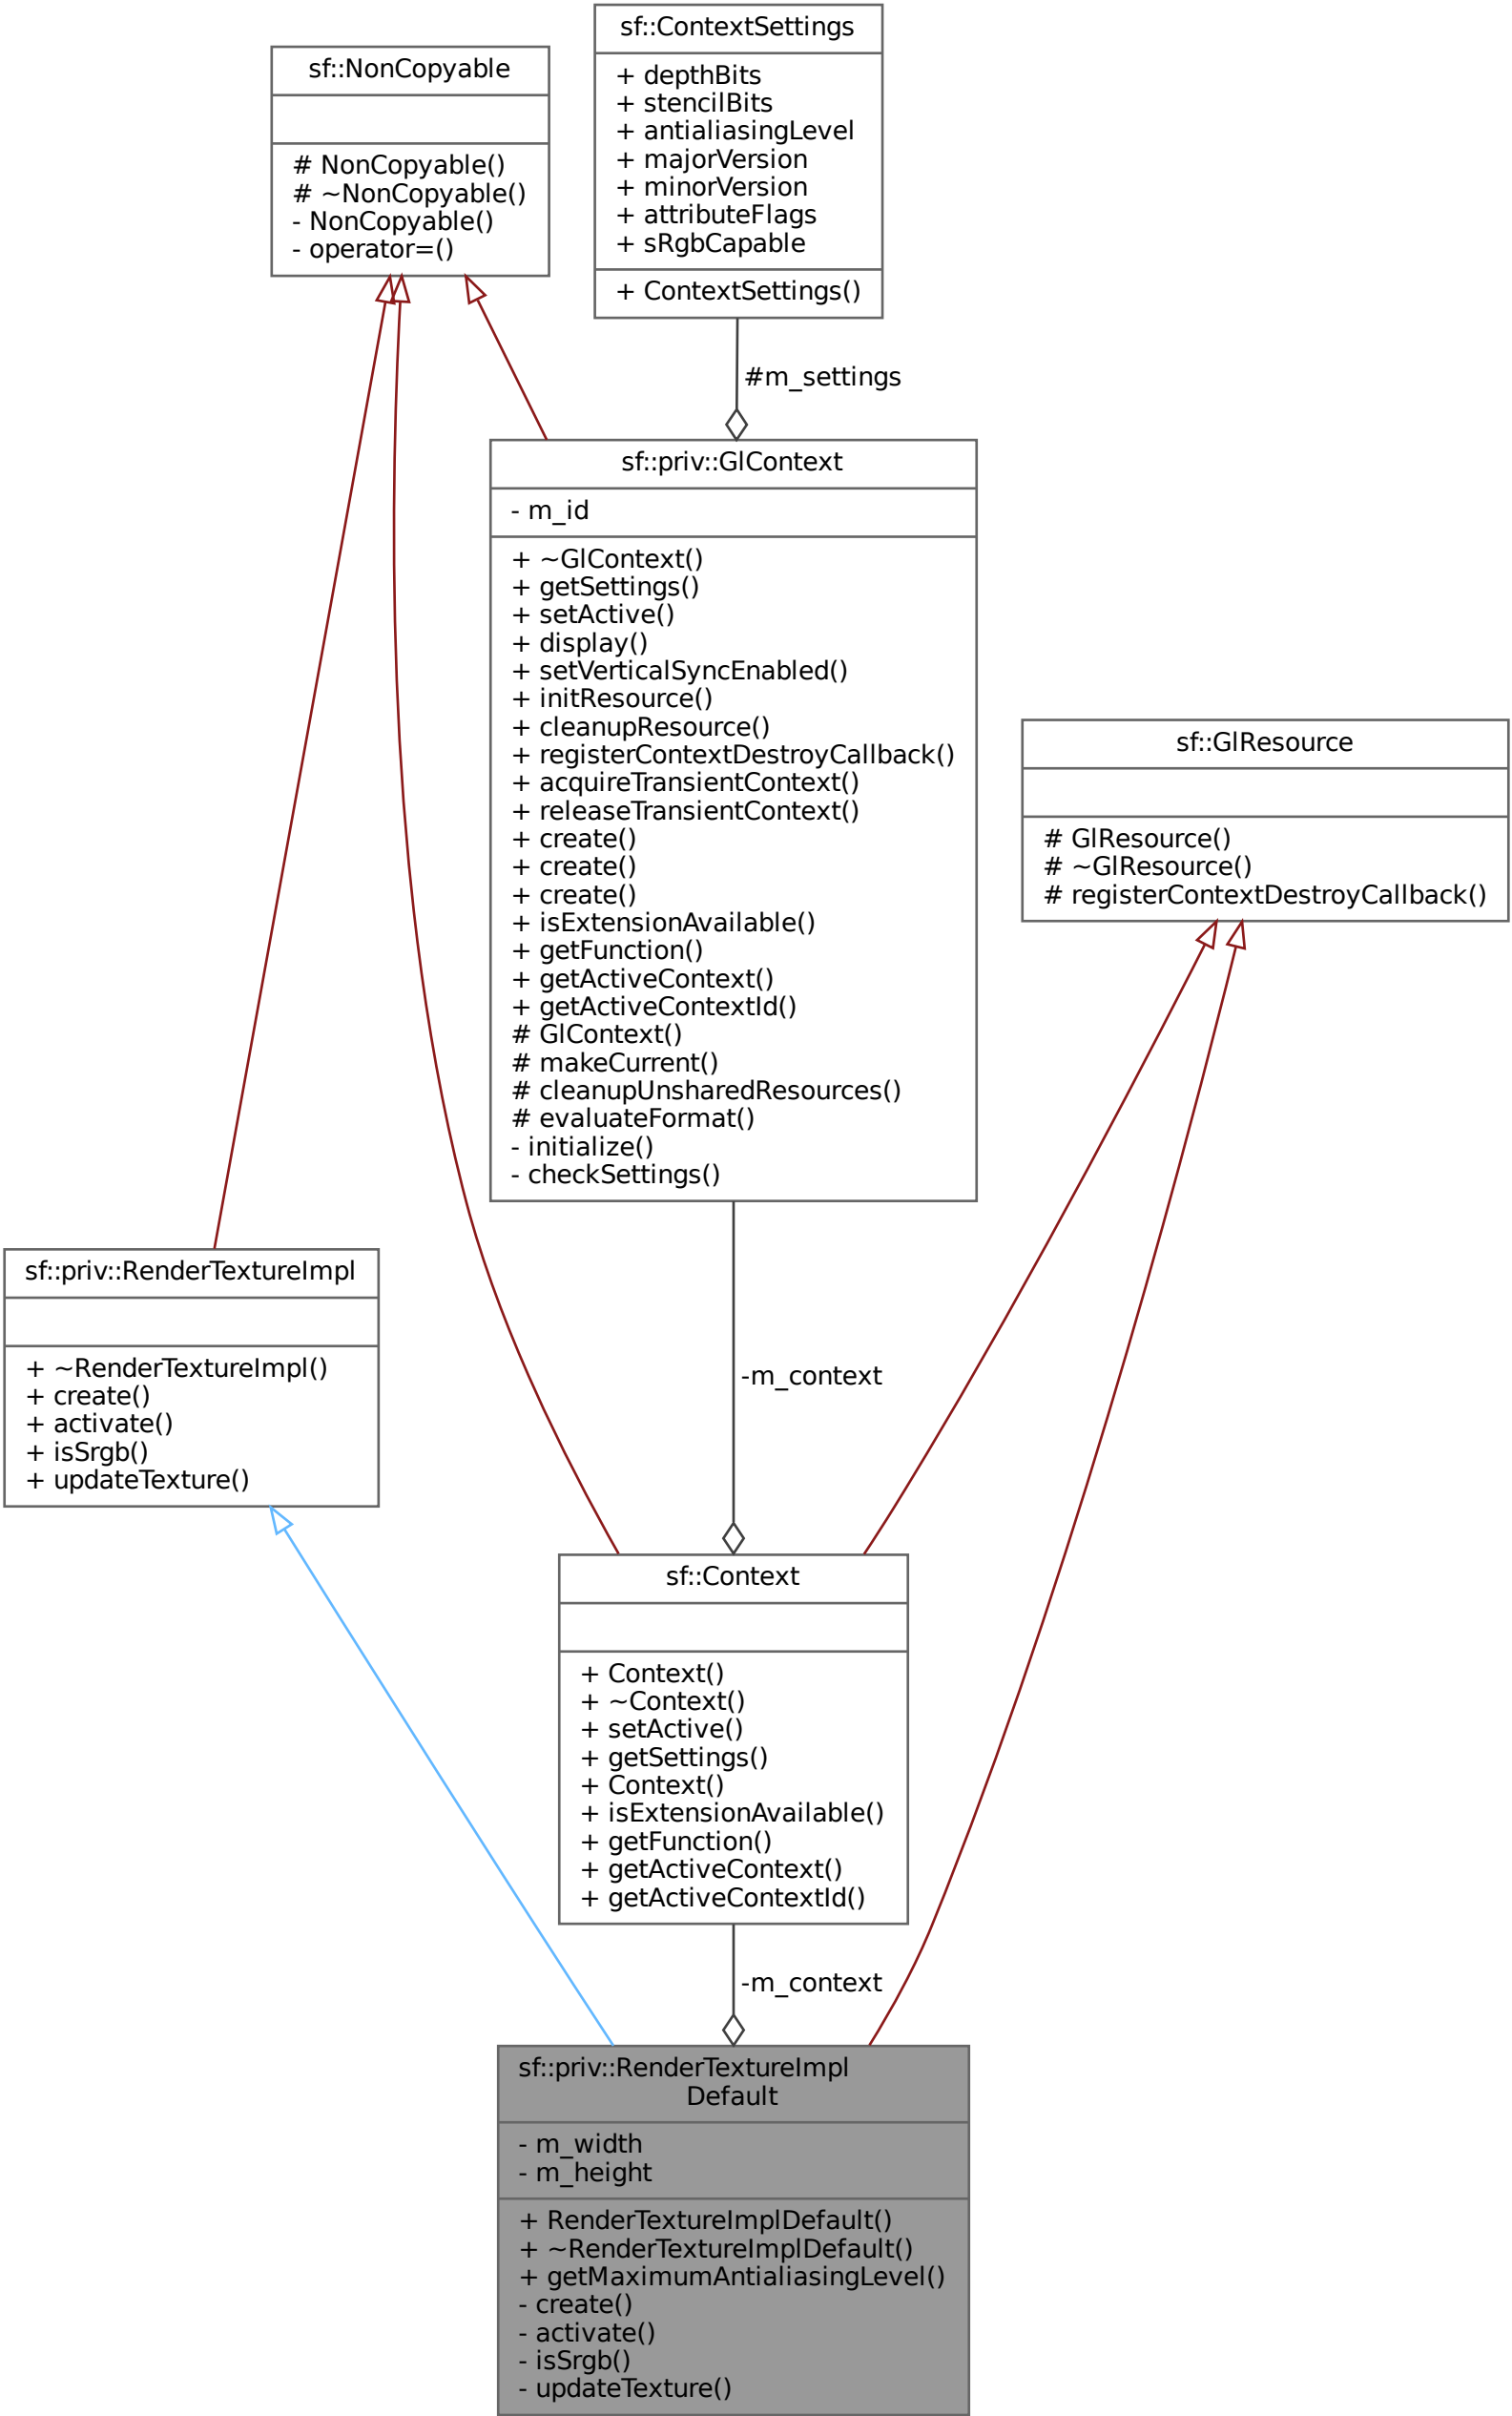 sf::ContextSettings
+ depthBits
+ stencilBits
+ antialiasingLevel
+ majorVersion
+ minorVersion
+ attributeFlags
+ sRgbCapable
+ ContextSettings()
sf::NonCopyable
# NonCopyable()
# ~NonCopyable()
- NonCopyable()
- operator=()
#m_settings
sf::priv::GlContext
- m_id
+ ~GlContext()
+ getSettings()
+ setActive()
+ display()
+ setVerticalSyncEnabled()
+ initResource()
+ cleanupResource()
+ registerContextDestroyCallback()
+ acquireTransientContext()
+ releaseTransientContext()
+ create()
+ create()
+ create()
+ isExtensionAvailable()
+ getFunction()
+ getActiveContext()
+ getActiveContextId()
# GlContext()
# makeCurrent()
# cleanupUnsharedResources()
# evaluateFormat()
- initialize()
- checkSettings()
sf::GlResource
# GlResource()
# ~GlResource()
# registerContextDestroyCallback()
sf::priv::RenderTextureImpl
+ ~RenderTextureImpl()
+ create()
+ activate()
+ isSrgb()
+ updateTexture()
-m_context
sf::Context
+ Context()
+ ~Context()
+ setActive()
+ getSettings()
+ Context()
+ isExtensionAvailable()
+ getFunction()
+ getActiveContext()
+ getActiveContextId()
-m_context
sf::priv::RenderTextureImpl
Default
- m_width
- m_height
+ RenderTextureImplDefault()
+ ~RenderTextureImplDefault()
+ getMaximumAntialiasingLevel()
- create()
- activate()
- isSrgb()
- updateTexture()